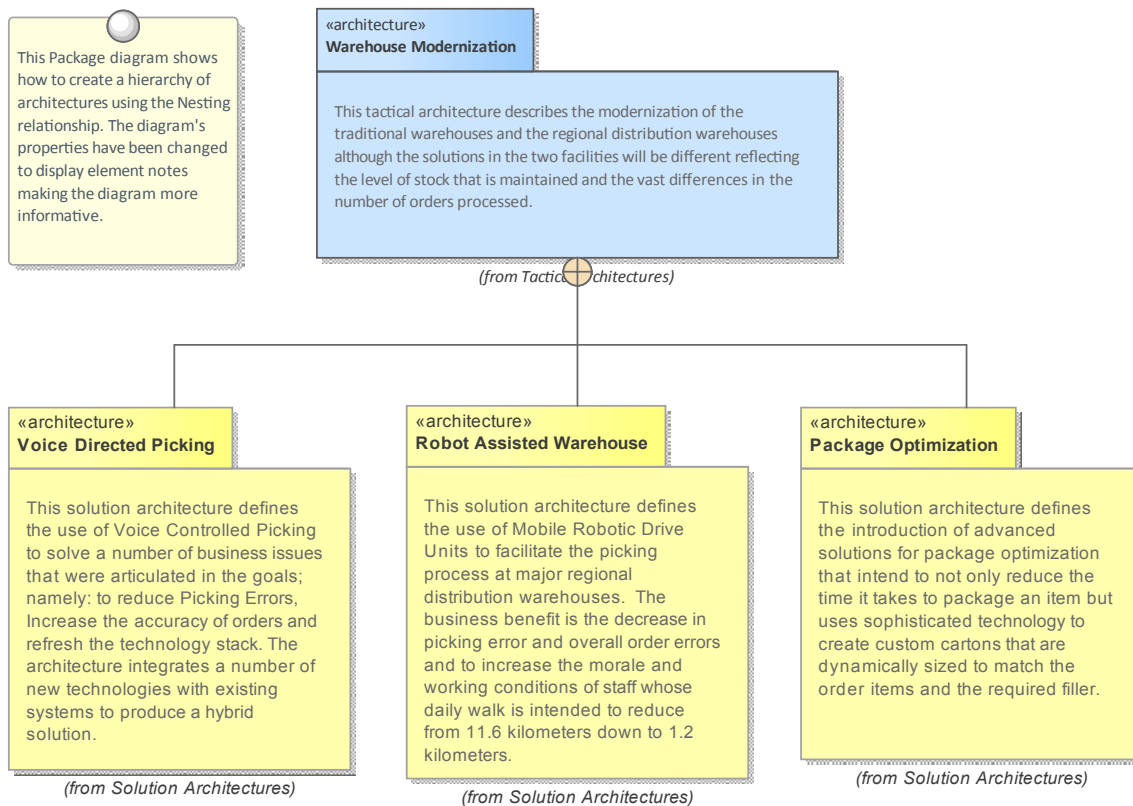 This Package diagram shows
how to create a hierarchy of
architectures using the Nesting
relationship. The diagram's
properties have been changed
to display element notes
making the diagram more
informative.
«architecture»
Warehouse Modernization
This tactical architecture describes the modernization of the
traditional warehouses and the regional distribution warehouses
although the solutions in the two facilities will be different reflecting
the level of stock that is maintained and the vast differences in the
number of orders processed.
(from Tactical Architectures)
«architecture»
Voice Directed Picking
This solution architecture defines
the use of Voice Controlled Picking
to solve a number of business issues
that were articulated in the goals;
namely: to reduce Picking Errors,
Increase the accuracy of orders and
refresh the technology stack. The
architecture integrates a number of
new technologies with existing
systems to produce a hybrid
solution.
(from Solution Architectures)
«architecture»
Robot Assisted Warehouse
This solution architecture defines
the use of Mobile Robotic Drive
Units to facilitate the picking
process at major regional
distribution warehouses.  The
business benefit is the decrease in
picking error and overall order errors
and to increase the morale and
working conditions of staff whose
daily walk is intended to reduce
from 11.6 kilometers down to 1.2
kilometers.
(from Solution Architectures)
«architecture»
Package Optimization
This solution architecture defines
the introduction of advanced
solutions for package optimization
that intend to not only reduce the
time it takes to package an item but
uses sophisticated technology to
create custom cartons that are
dynamically sized to match the
order items and the required filler.
(from Solution Architectures)